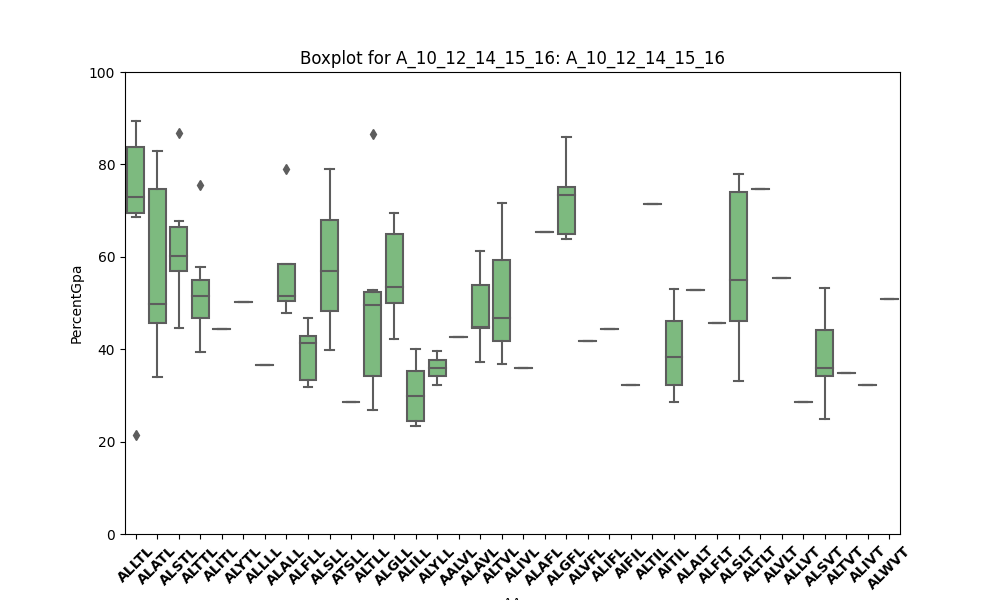 Boxplot for A_10_12_14_15_16: A_10_12_14_15_16
100
80
60
40
20
0
PercentGpa
ALLTL ALATL ALSTL ALTTL ALITL ALYTL ALLLL ALALL ALFLL ALSLL ATSLL ALTLL ALGLL ALILL ALYLL AALVL ALAVL ALTVL ALIVL ALAFL ALGFL ALVFL ALIFL AIFIL ALTIL AITIL ALALT ALFLT ALSLT ALTLT ALVLT ALLVT ALSVT ALTVT ALIVT ALWVT